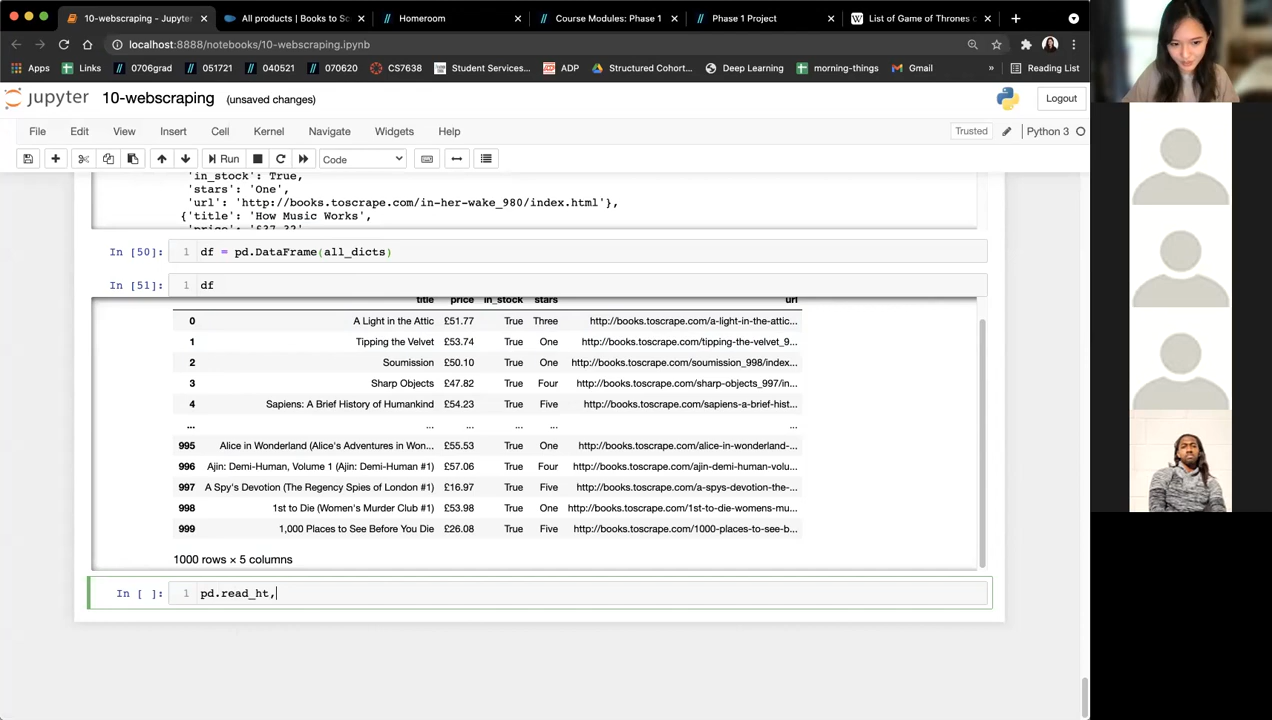 10-webscraping - Jupyter
All products | Books to Sc
Homeroom
Course Modules: Phase 1
Phase 1 Project
W List of Game of Thrones c
localhost:8888/notebooks/10-webscraping.ipynb
Apps Links 0706grad 051721 040521 070620 CS7638 Student Services... ADP Structured Cohort... Deep Learning morning-things Gmail » Reading List
jupyter 10-webscraping (unsaved changes) Logout
File Edit View Insert Cell Kernel Navigate Widgets Help Trusted Python 3
Run Code
'in_stock': True,
'stars': 'One',
'url': 'http://books.toscrape.com/in-her-wake_980/index.html'},
{'title': 'How Music Works',
'price': '£37.32'
In [50]: 1 df = pd.DataFrame(all_dicts)
In [51]: 1 df
title price in_stock stars url
0 A Light in the Attic £51.77 True Three http://books.toscrape.com/a-light-in-the-attic...
1 Tipping the Velvet £53.74 True One http://books.toscrape.com/tipping-the-velvet_9...
2 Soumission £50.10 True One http://books.toscrape.com/soumission_998/index...
3 Sharp Objects £47.82 True Four http://books.toscrape.com/sharp-objects_997/in...
4 Sapiens: A Brief History of Humankind £54.23 True Five http://books.toscrape.com/sapiens-a-brief-hist...
... ... ... ... ... ...
995 Alice in Wonderland (Alice's Adventures in Won... £55.53 True One http://books.toscrape.com/alice-in-wonderland-...
996 Ajin: Demi-Human, Volume 1 (Ajin: Demi-Human #1) £57.06 True Four http://books.toscrape.com/ajin-demi-human-volu...
997 A Spy's Devotion (The Regency Spies of London #1) £16.97 True Five http://books.toscrape.com/a-spys-devotion-the-...
998 1st to Die (Women's Murder Club #1) £53.98 True One http://books.toscrape.com/1st-to-die-womens-mu...
999 1,000 Places to See Before You Die £26.08 True Five http://books.toscrape.com/1000-places-to-see-b...
1000 rows × 5 columns
In [ ]: 1 pd.read_ht,